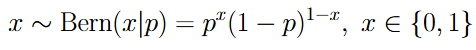 x ∼ Bern(x|p) = p^x(1 − p)^{1−x}, x ∈ {0, 1}